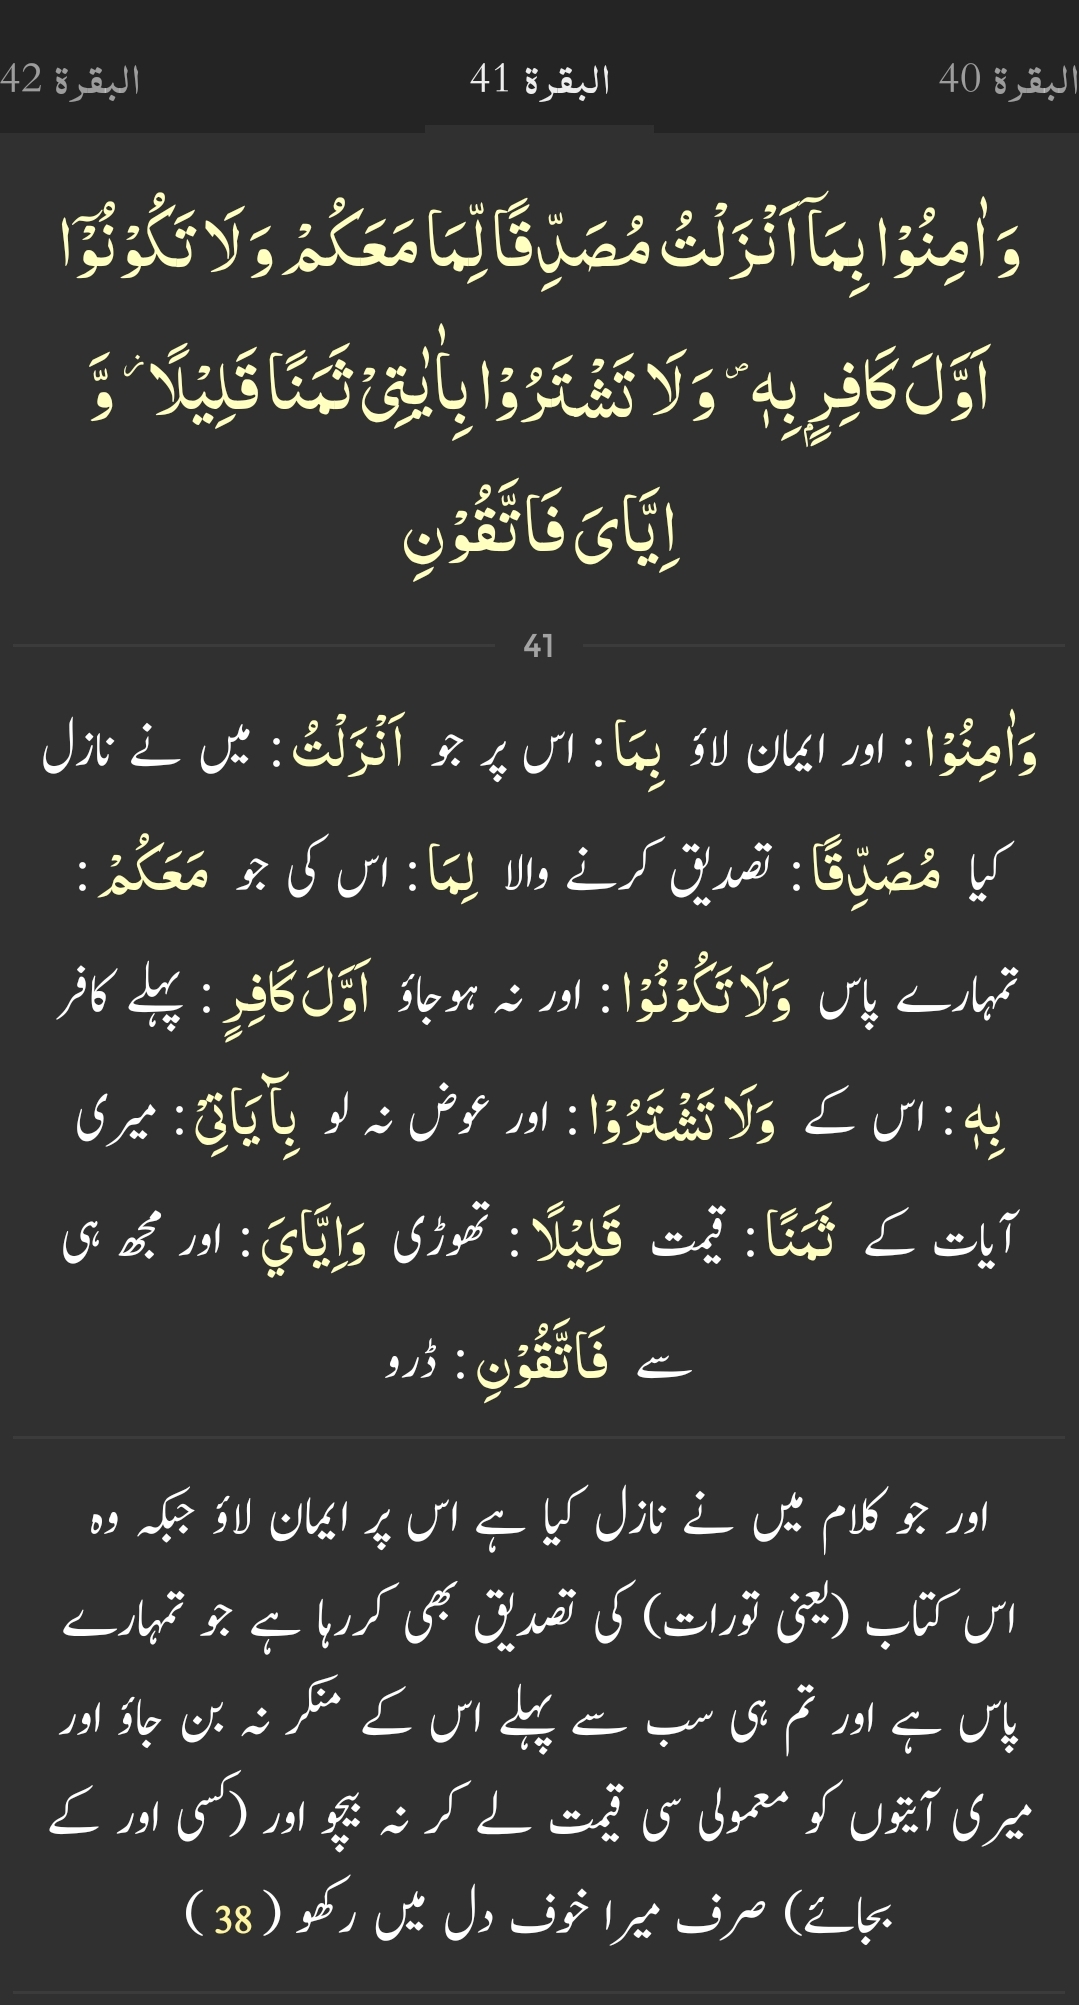 البقرة 40
البقرة 41
البقرة 42
وَ اٰمِنُوْا بِمَاۤ اَنْزَلْتُ مُصَدِّقًا لِّمَا مَعَكُمْ وَ لَا تَكُوْنُوْۤا
اَوَّلَ كَافِرٍۭ بِهٖ ۪ وَ لَا تَشْتَرُوْا بِاٰیٰتِیْ ثَمَنًا قَلِیْلًا ؗ وَّ
اِیَّایَ فَاتَّقُوْنِ
41
وَاٰمِنُوْا : اور ایمان لاؤ بِمَا : اس پر جو اَنْزَلْتُ : میں نے نازل
کیا مُصَدِّقًا : تصدیق کرنے والا لِمَا : اس کی جو مَعَكُمْ :
تمہارے پاس وَلَا تَكُوْنُوْا : اور نہ ہوجاؤ اَوَّلَ كَافِرٍ : پہلے کافر
بِهٖ : اس کے وَلَا تَشْتَرُوْا : اور عوض نہ لو بِآيَاتِیْ : میری
آیات کے ثَمَنًا : قیمت قَلِیْلًا : تھوڑی وَاِيَّايَ : اور مجھ ہی
سے فَاتَّقُوْنِ : ڈرو
اور جو کلام میں نے نازل کیا ہے اس پر ایمان لاؤ جبکہ وہ
اس کتاب (یعنی تورات) کی تصدیق بھی کررہا ہے جو تمہارے
پاس ہے اور تم ہی سب سے پہلے اس کے منکر نہ بن جاؤ اور
میری آیتوں کو معمولی سی قیمت لے کر نہ بیچو اور (کسی اور کے
بجائے) صرف میرا خوف دل میں رکھو ( 38 )